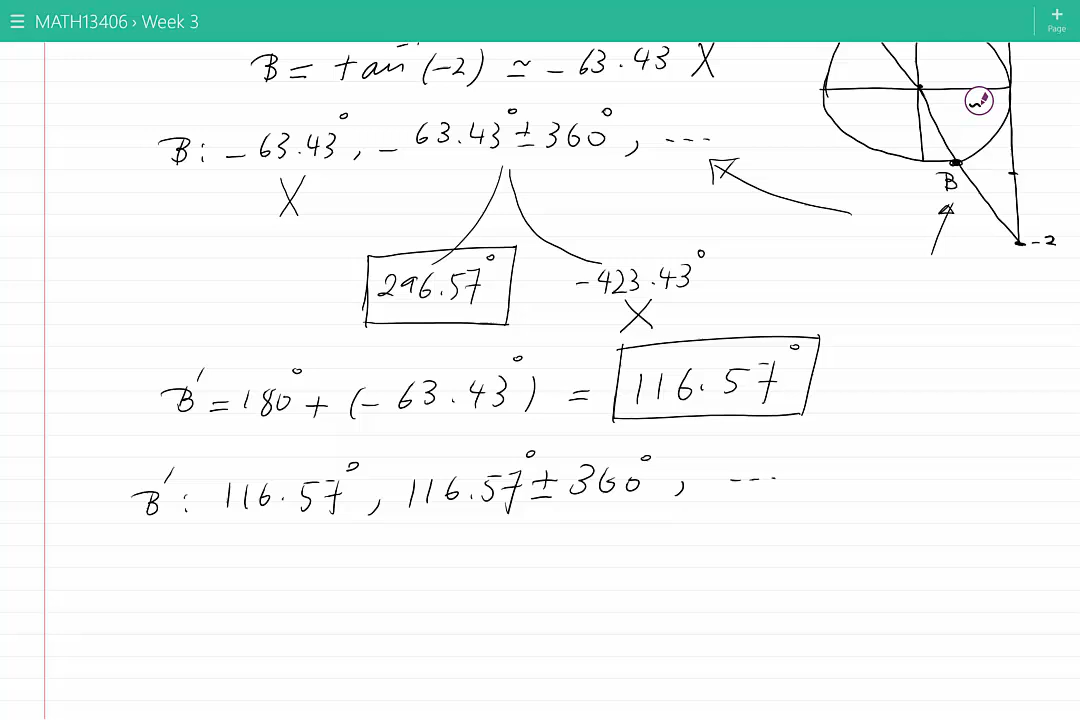 MATH13406 › Week 3
Page
B = tan⁻ (-2) ≃ -63.43 X
B: -63.43°, -63.43° ± 360°, ...
X
B
-2
296.57°
-423.43°
X
B' = 180° + (-63.43°) = 116.57°
B': 116.57°, 116.57° ± 360°, ...